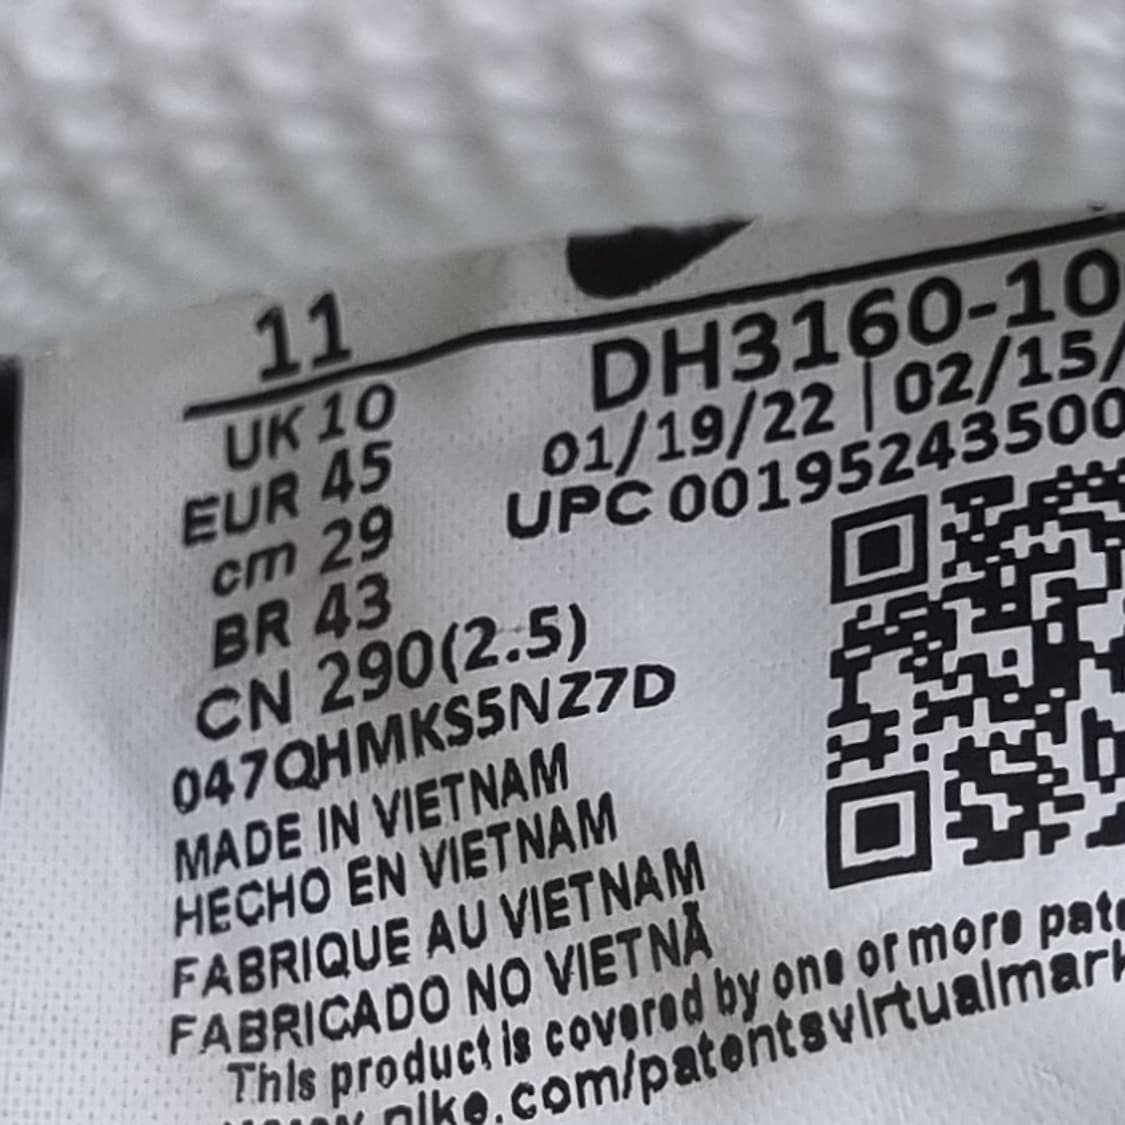 11
UK 10
EUR 45
cm 29
BR 43
CN 290(2.5)
047QHMKS5NZ7D
MADE IN VIETNAM
HECHO EN VIETNAM
FABRIQUE AU VIETNAM
FABRICADO NO VIETNÃ
DH3160-10
01/19/22 | 02/15/
UPC 00195243500
This product is covered by one or more pate
nike.com/patentsvirtualmark